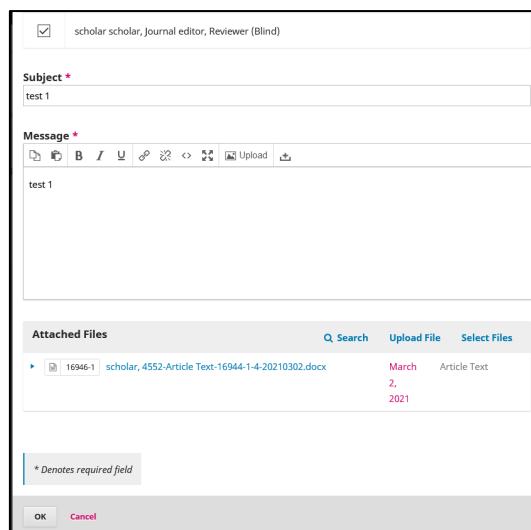 scholar scholar, Journal editor, Reviewer (Blind)
Subject *
test 1
Message *
B I U <> Upload
test 1
Attached Files Search Upload File Select Files
16946-1 scholar, 4552-Article Text-16944-1-4-20210302.docx March Article Text
2,
2021
* Denotes required field
OK Cancel